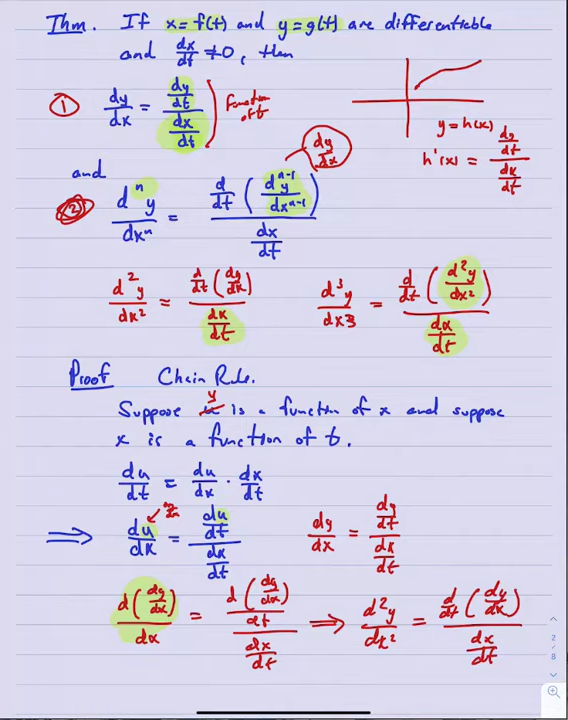 Thm. If x = f(t) and y = g(t) are differentiable
and dx/dt ≠ 0, then
① dy/dx = (dy/dt)/(dx/dt) function of t
y = h(x)
h'(x) = (dy/dt)/(dx/dt)
and
② dⁿy/dxⁿ = d/dt (dⁿ⁻¹y/dxⁿ⁻¹)/(dx/dt) dy/dx
d²y/dx² = d/dt (dy/dx)/(dx/dt) d³y/dx3 = d/dt (d²y/dx²)/(dx/dt)
Proof Chain Rule.
Suppose y is a function of x and suppose
x is a function of t.
du/dt = du/dx · dx/dt
⟹ du/dx = (du/dt)/(dx/dt) dy/dx = (dy/dt)/(dx/dt)
d(dy/dx)/dx = (d(dy/dx)/dt)/(dx/dt) ⟹ d²y/dx² = d/dt (dy/dx)/(dx/dt)
2
/
8